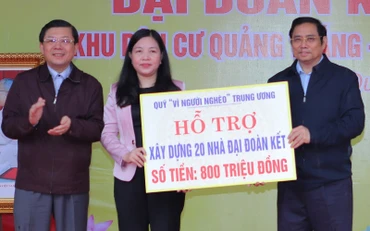 ĐẠI ĐOÀN K
KHU DÂN CƯ QUẢNG
QUỸ "VÌ NGƯỜI NGHÈO" TRUNG ƯƠNG
HỖ TRỢ
XÂY DỰNG 20 NHÀ ĐẠI ĐOÀN KẾT
SỐ TIỀN: 800 TRIỆU ĐỒNG